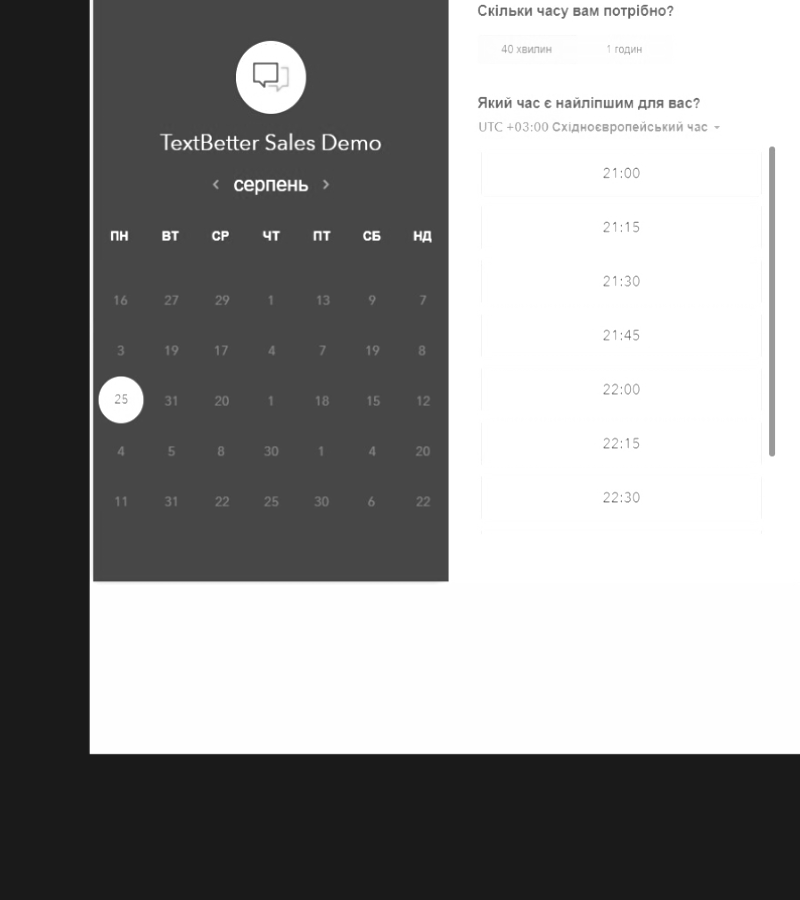 TextBetter Sales Demo
серпень
ПН ВТ СР ЧТ ПТ СБ НД
16 27 29 1 13 9 7
3 19 17 4 7 19 8
25 31 20 1 18 15 12
4 5 8 30 1 4 20
11 31 22 25 30 6 22
Скільки часу вам потрібно?
40 хвилин 1 годин
Який час є найліпшим для вас?
UTC +03:00 Східноєвропейський час
21:00
21:15
21:30
21:45
22:00
22:15
22:30